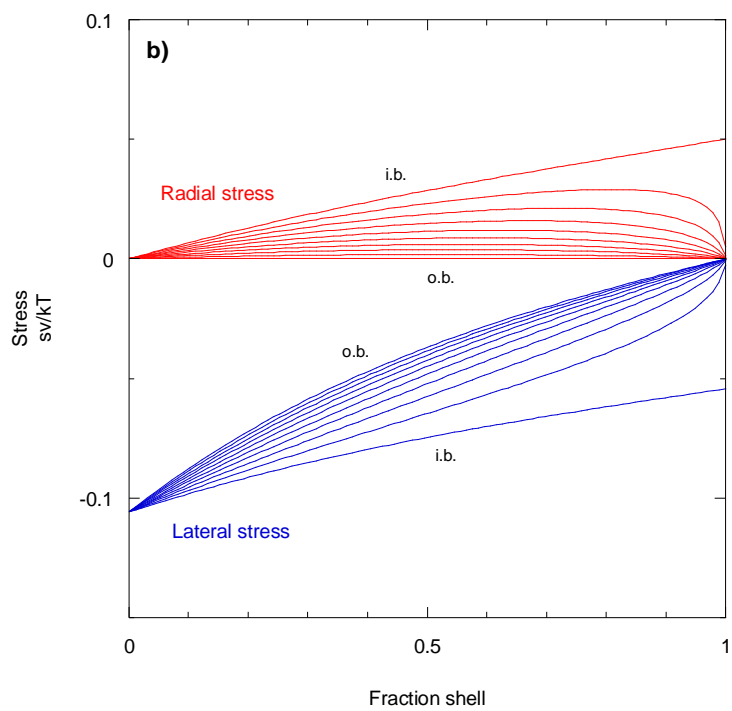 0.1
b)
i.b.
Radial stress
0
o.b.
Stress
sv/kT
o.b.
i.b.
-0.1
Lateral stress
0
0.5
1
Fraction shell